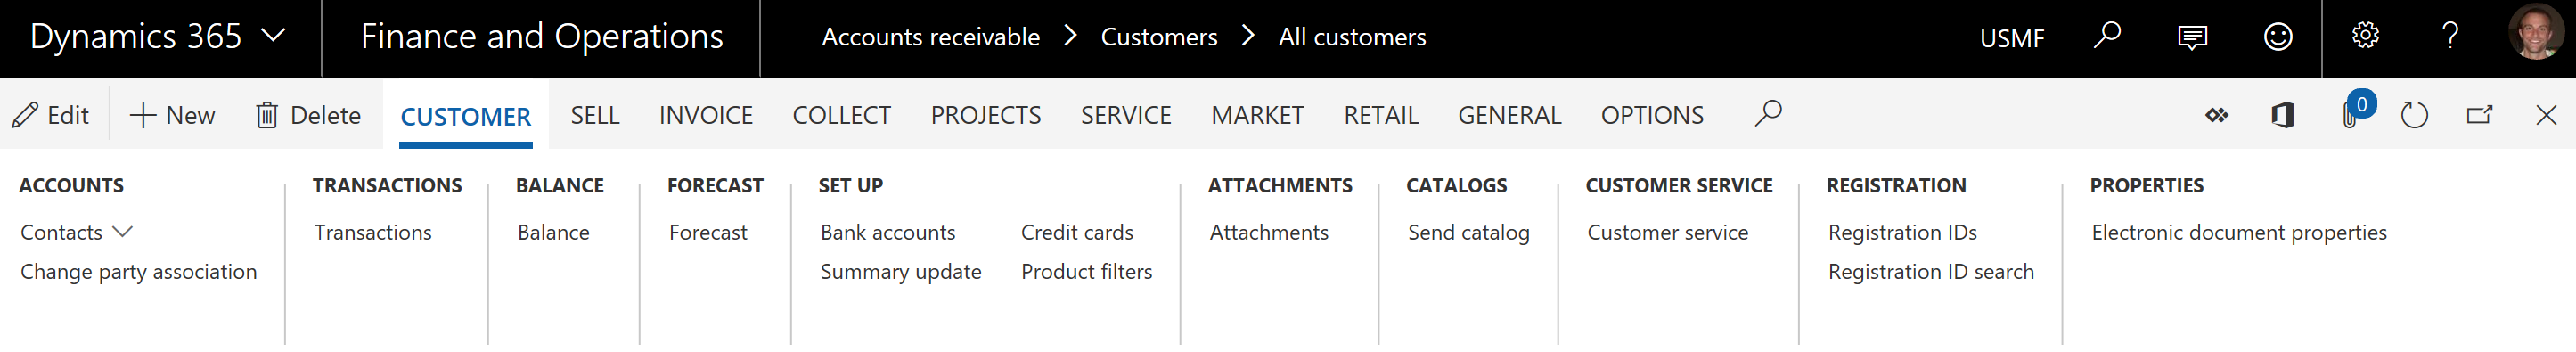 Dynamics 365 Finance and Operations Accounts receivable Customers All customers USMF
Edit New Delete CUSTOMER SELL INVOICE COLLECT PROJECTS SERVICE MARKET RETAIL GENERAL OPTIONS 0
ACCOUNTS TRANSACTIONS BALANCE FORECAST SET UP ATTACHMENTS CATALOGS CUSTOMER SERVICE REGISTRATION PROPERTIES
Contacts Transactions Balance Forecast Bank accounts Credit cards Attachments Send catalog Customer service Registration IDs Electronic document properties
Change party association Summary update Product filters Registration ID search